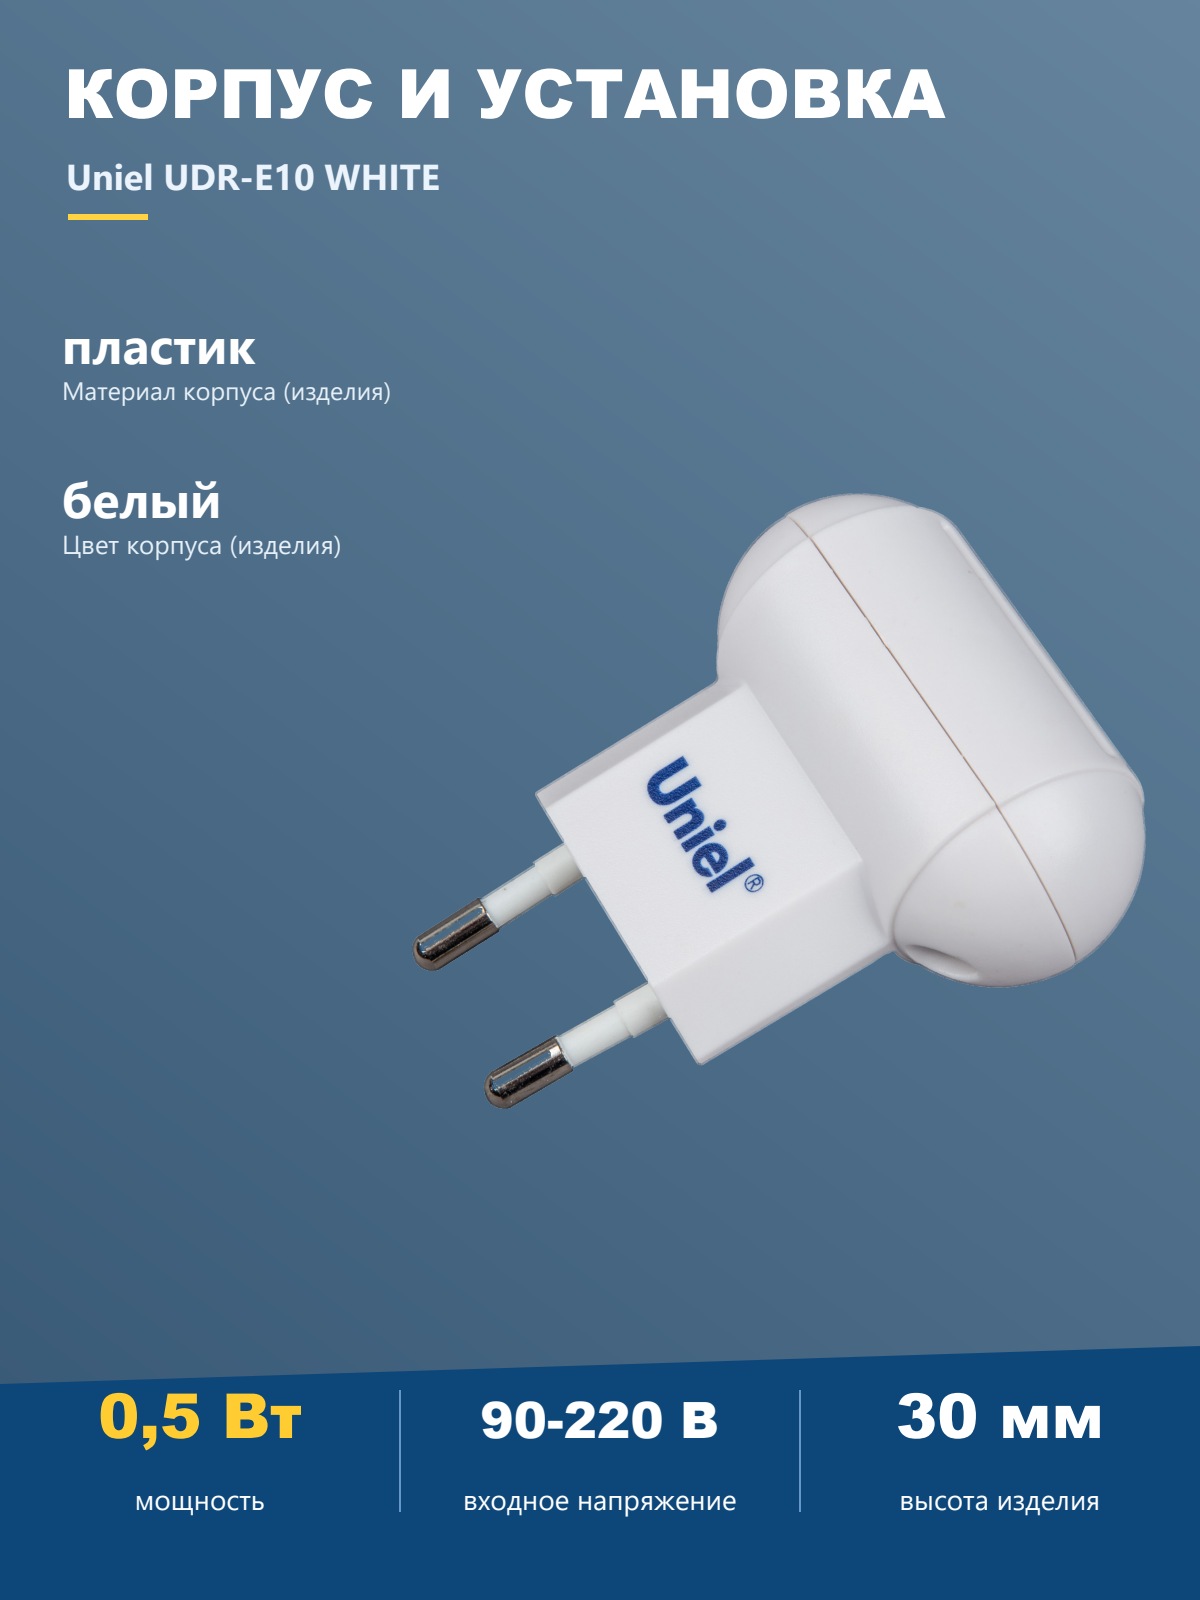 КОРПУС И УСТАНОВКА
Uniel UDR-E10 WHITE
пластик
Материал корпуса (изделия)
белый
Цвет корпуса (изделия)
Uniel®
0,5 Вт
мощность
90-220 В
входное напряжение
30 мм
высота изделия